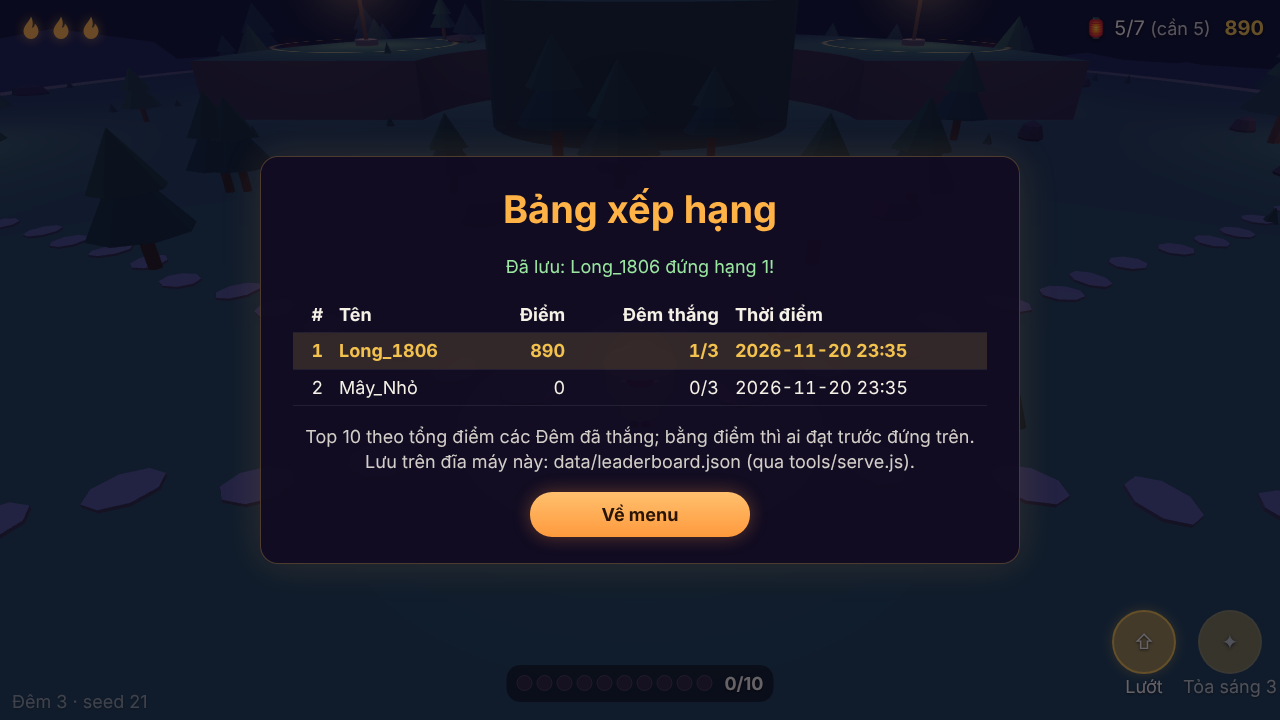 5/7 (cần 5) 890
Bảng xếp hạng
Đã lưu: Long_1806 đứng hạng 1!
# Tên Điểm Đêm thắng Thời điểm
1 Long_1806 890 1/3 2026-11-20 23:35
2 Mây_Nhỏ 0 0/3 2026-11-20 23:35
Top 10 theo tổng điểm các Đêm đã thắng; bằng điểm thì ai đạt trước đứng trên.
Lưu trên đĩa máy này: data/leaderboard.json (qua tools/serve.js).
Về menu
0/10
Lướt
Tỏa sáng 3
Đêm 3 · seed 21